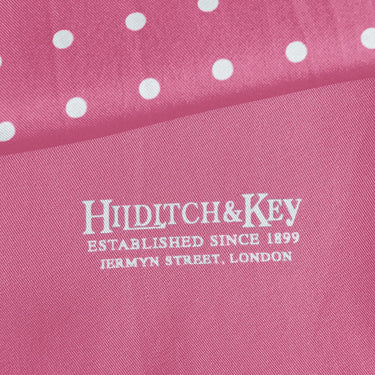 HILDITCH&KEY
ESTABLISHED SINCE 1899
JERMYN STREET, LONDON